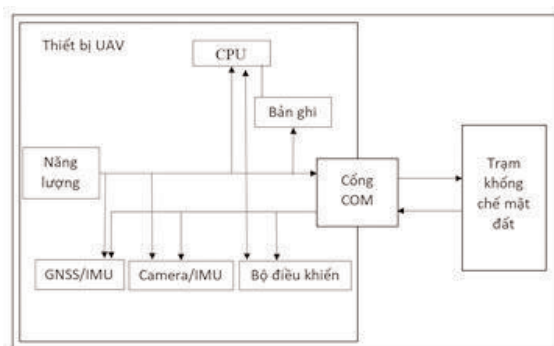 Thiết bị UAV
CPU
Bản ghi
Năng
lượng
Cổng
COM
Trạm
khống
chế mặt
đất
GNSS/IMU
Camera/IMU
Bộ điều khiển